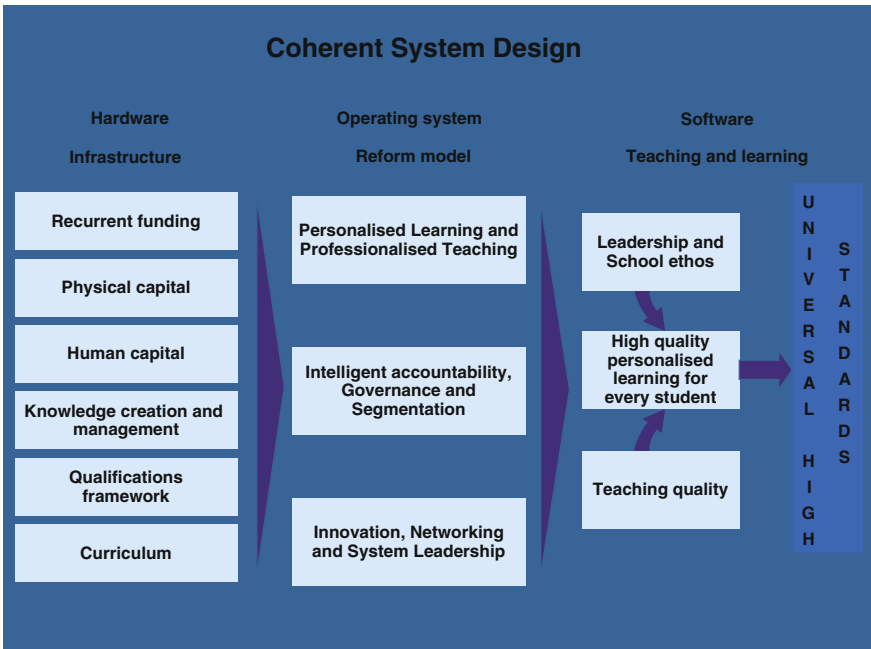 Coherent System Design
Hardware
Infrastructure
Recurrent funding
Physical capital
Human capital
Knowledge creation and
management
Qualifications
framework
Curriculum
Operating system
Reform model
Personalised Learning and
Professionalised Teaching
Intelligent accountability,
Governance and
Segmentation
Innovation, Networking
and System Leadership
Software
Teaching and learning
Leadership and
School ethos
High quality
personalised
learning for
every student
Teaching quality
UNIVERSAL HIGH
STANDARDS